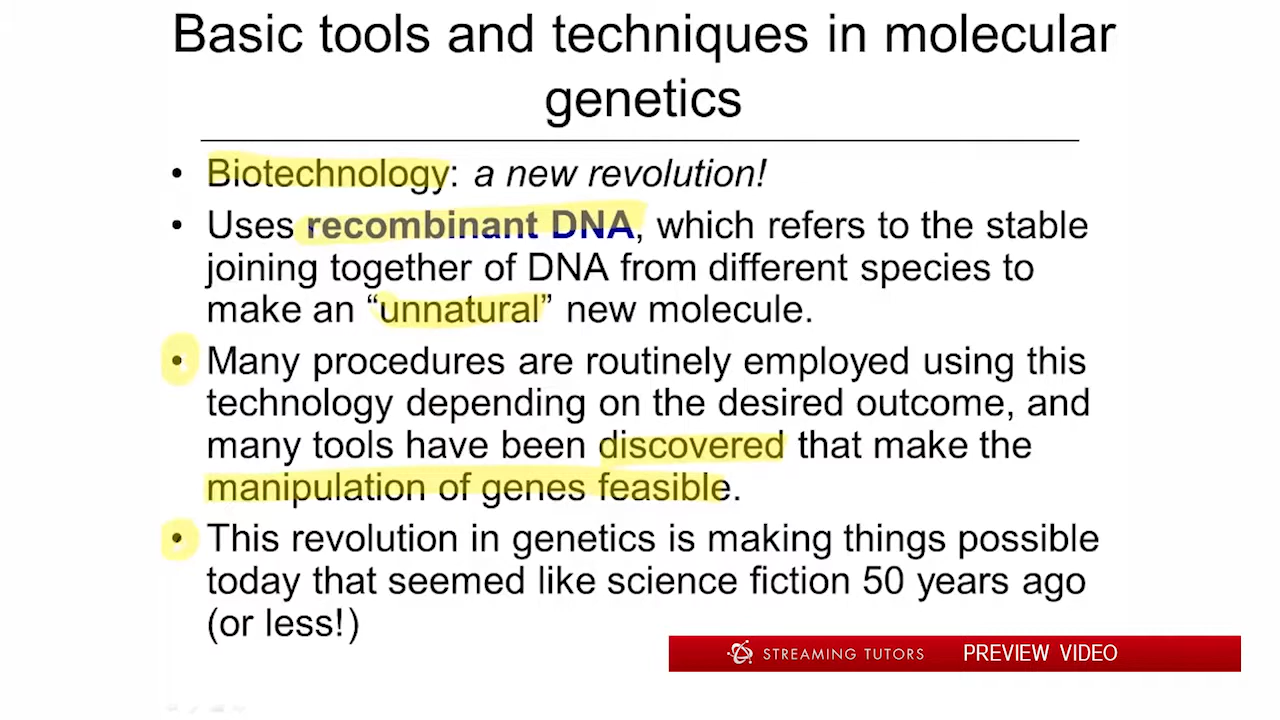 Basic tools and techniques in molecular
genetics
• Biotechnology: a new revolution!
• Uses recombinant DNA, which refers to the stable
joining together of DNA from different species to
make an “unnatural” new molecule.
• Many procedures are routinely employed using this
technology depending on the desired outcome, and
many tools have been discovered that make the
manipulation of genes feasible.
• This revolution in genetics is making things possible
today that seemed like science fiction 50 years ago
(or less!)
STREAMING TUTORS PREVIEW VIDEO